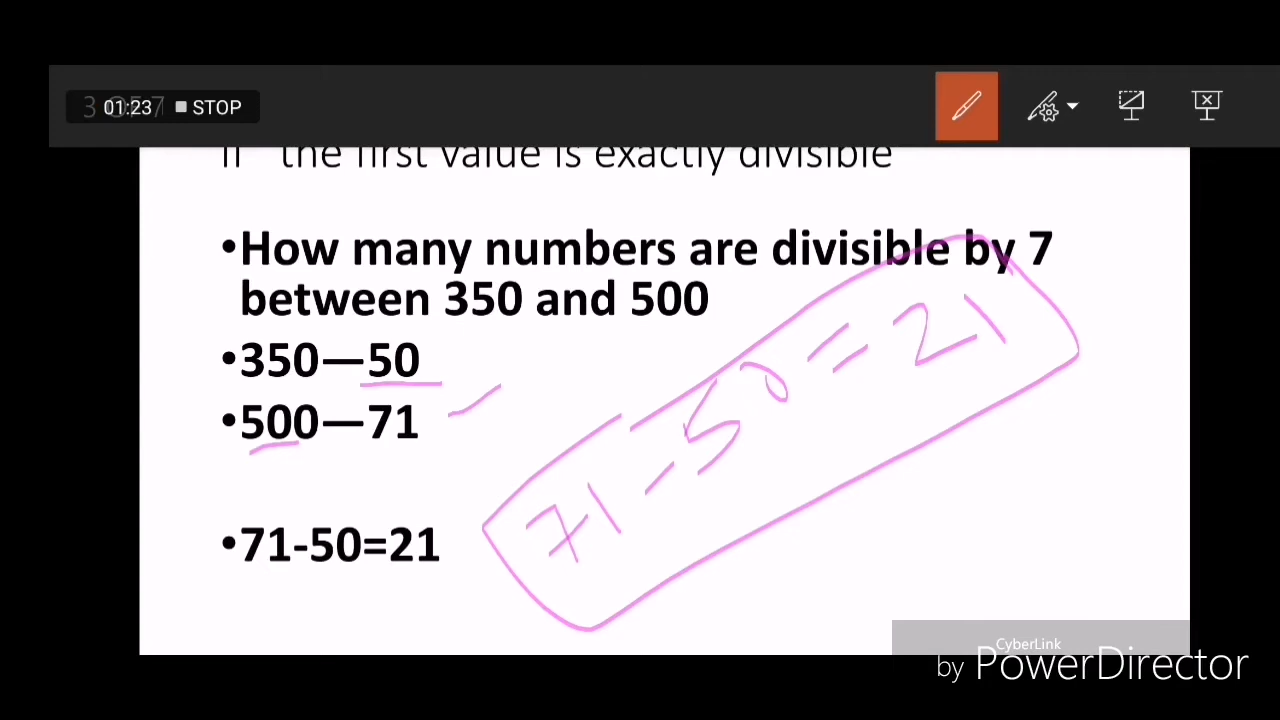 01:23 STOP
If the first value is exactly divisible
•How many numbers are divisible by 7
between 350 and 500
•350—50
•500—71
71-50=21
•71-50=21
CyberLink
by PowerDirector